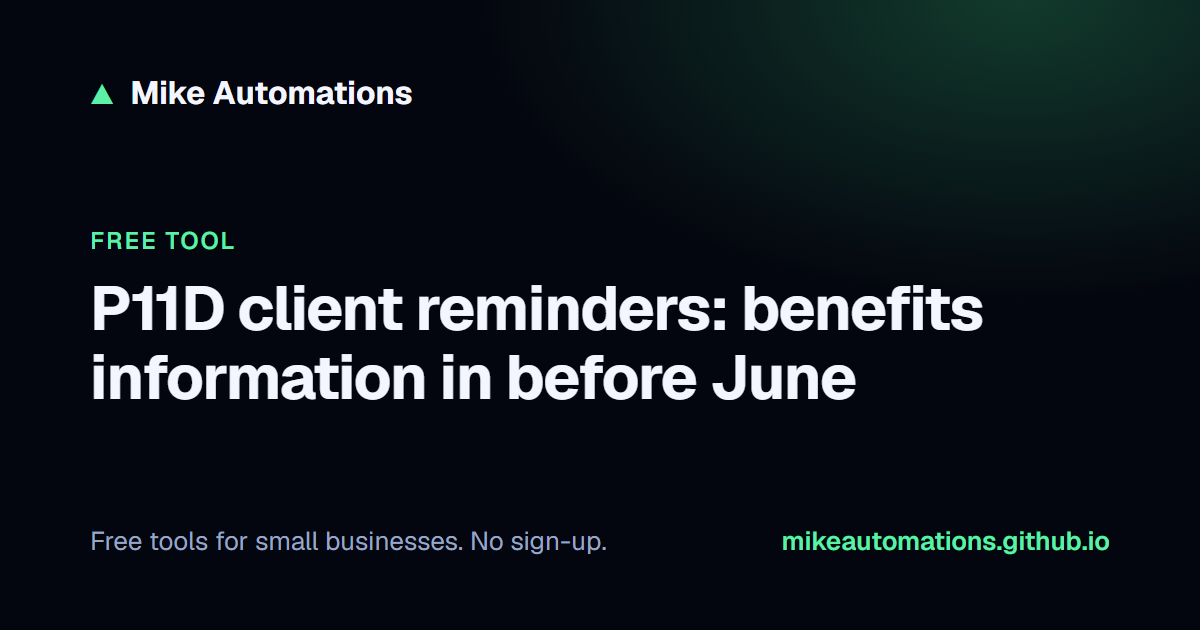 Mike Automations
FREE TOOL
P11D client reminders: benefits
information in before June
Free tools for small businesses. No sign-up.
mikeautomations.github.io